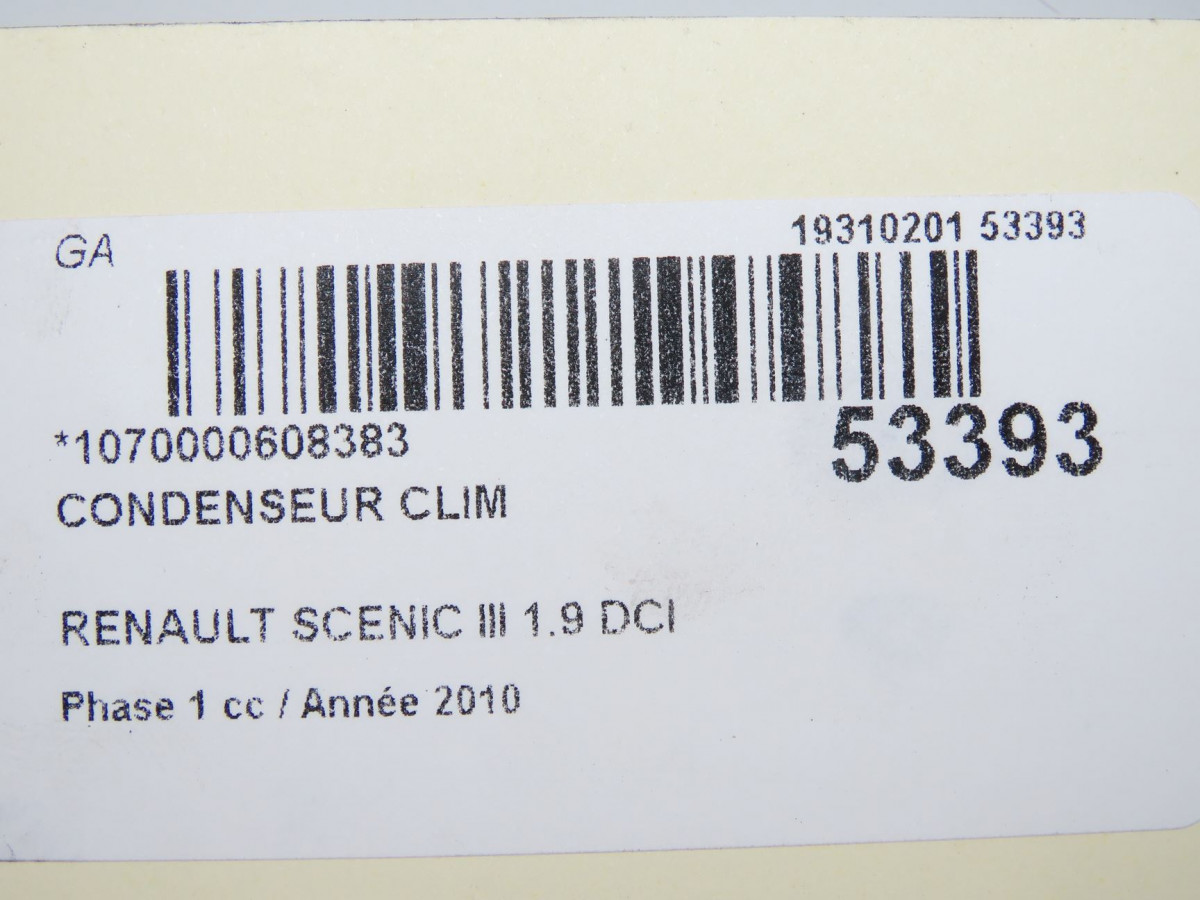 GA
19310201 53393
*1070000608383
53393
CONDENSEUR CLIM
RENAULT SCENIC III 1.9 DCI
Phase 1 cc / Année 2010